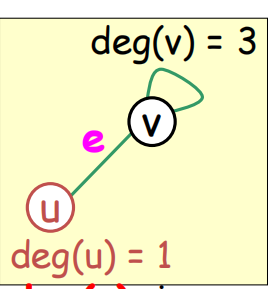 deg(v) = 3
v
e
u
deg(u) = 1